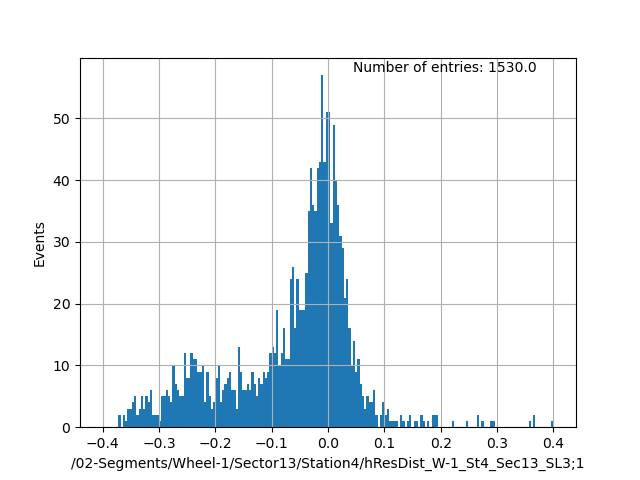 Number of entries: 1530.0
Events
50
40
30
20
10
0
−0.4 −0.3 −0.2 −0.1 0.0 0.1 0.2 0.3 0.4
/02-Segments/Wheel-1/Sector13/Station4/hResDist_W-1_St4_Sec13_SL3;1